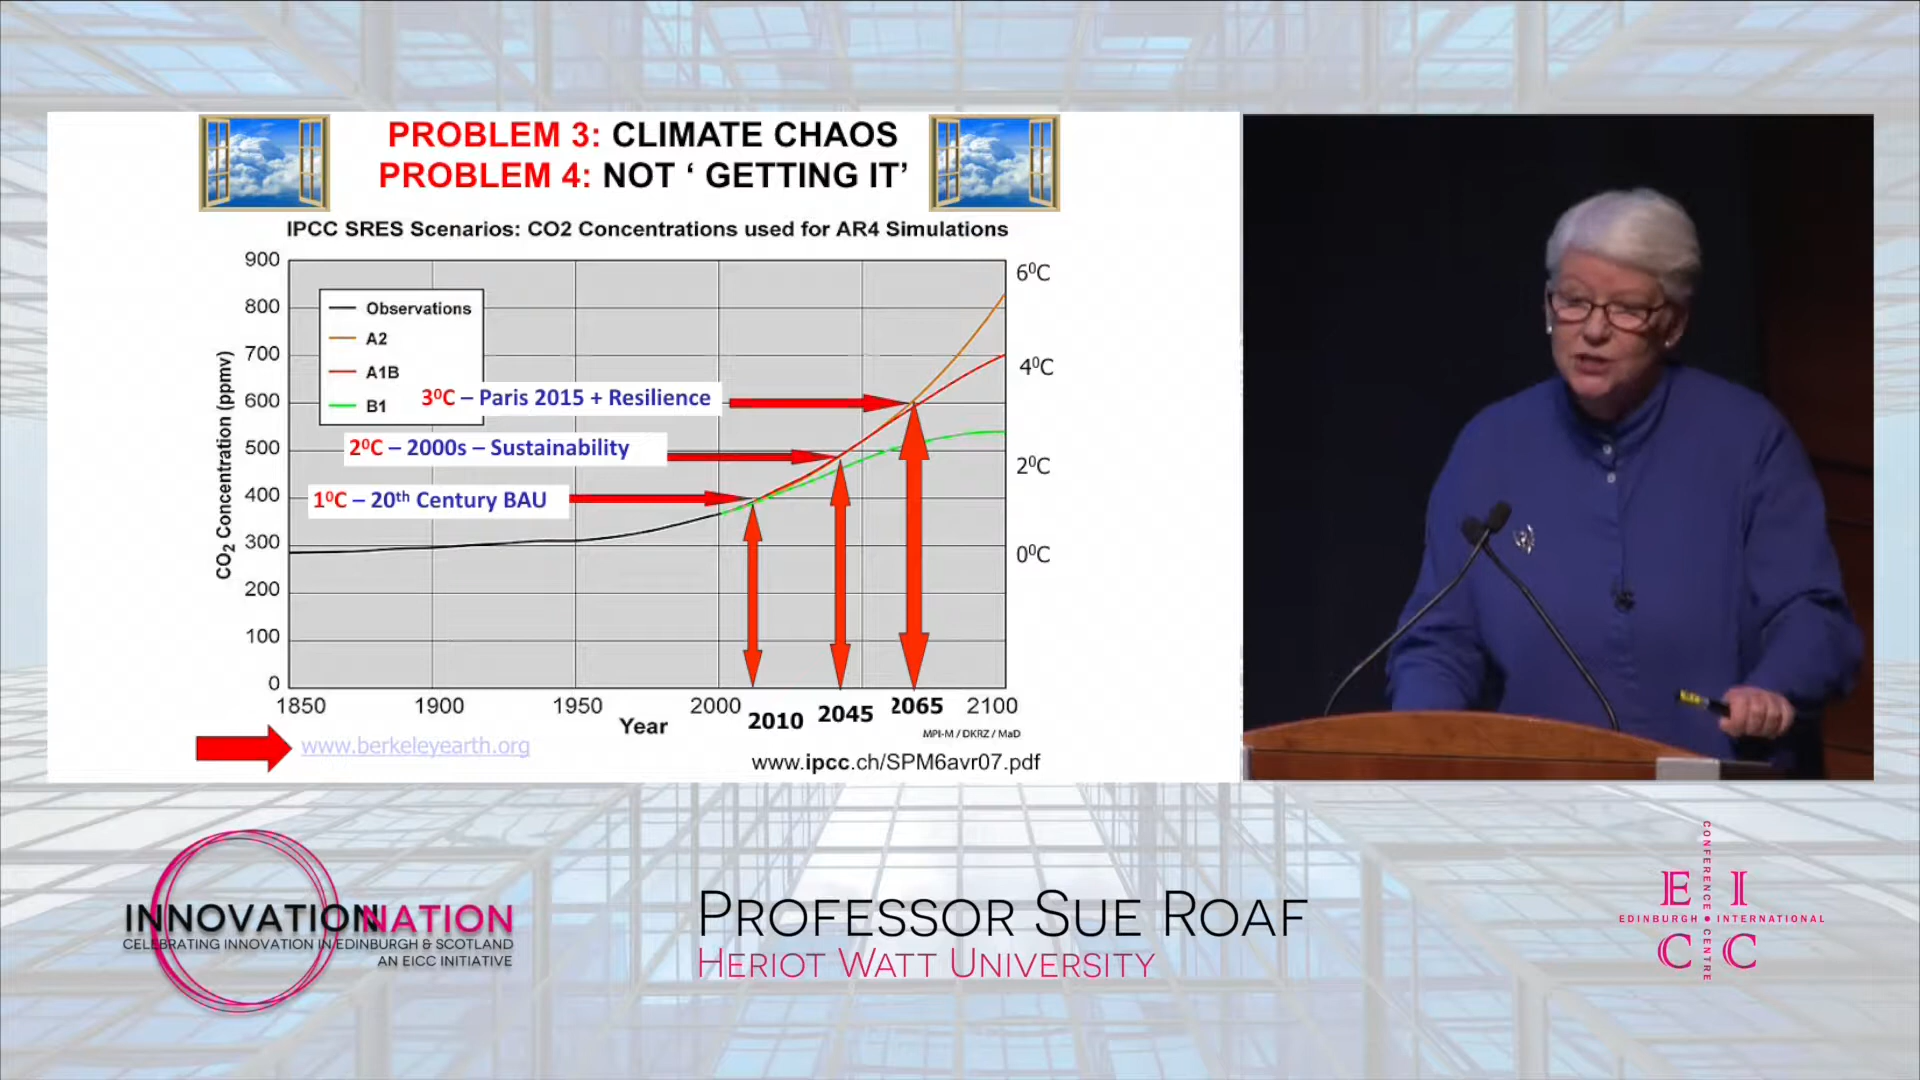 PROBLEM 3: CLIMATE CHAOS
PROBLEM 4: NOT ‘ GETTING IT’
IPCC SRES Scenarios: CO2 Concentrations used for AR4 Simulations
CO2 Concentration (ppmv)
900
800
700
600
500
400
300
200
100
0
Observations
A2
A1B
B1
3⁰C – Paris 2015 + Resilience
2⁰C – 2000s – Sustainability
1⁰C – 20th Century BAU
6⁰C
4⁰C
2⁰C
0⁰C
1850 1900 1950 2000 2010 2045 2065 2100
Year
MPI-M / DKRZ / MaD
www.berkeleyearth.org
www.ipcc.ch/SPM6avr07.pdf
INNOVATIONNATION
CELEBRATING INNOVATION IN EDINBURGH & SCOTLAND
AN EICC INITIATIVE
PROFESSOR SUE ROAF
HERIOT WATT UNIVERSITY
E I
EDINBURGH • INTERNATIONAL
C C
CONFERENCE CENTRE